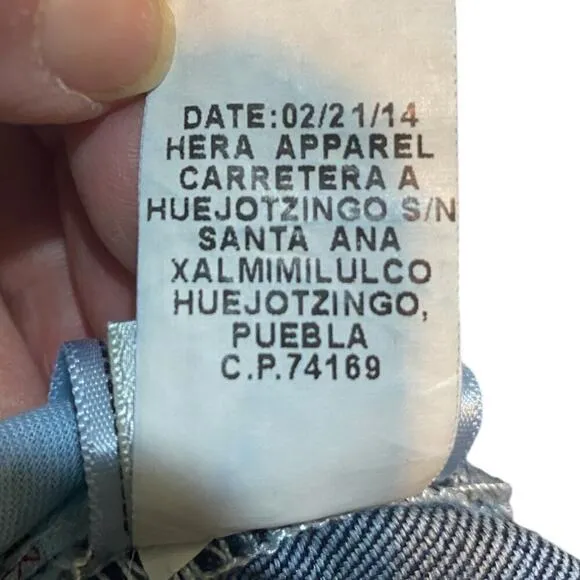 DATE:02/21/14
HERA APPAREL
CARRETERA A
HUEJOTZINGO S/N
SANTA ANA
XALMIMILULCO
HUEJOTZINGO,
PUEBLA
C.P.74169